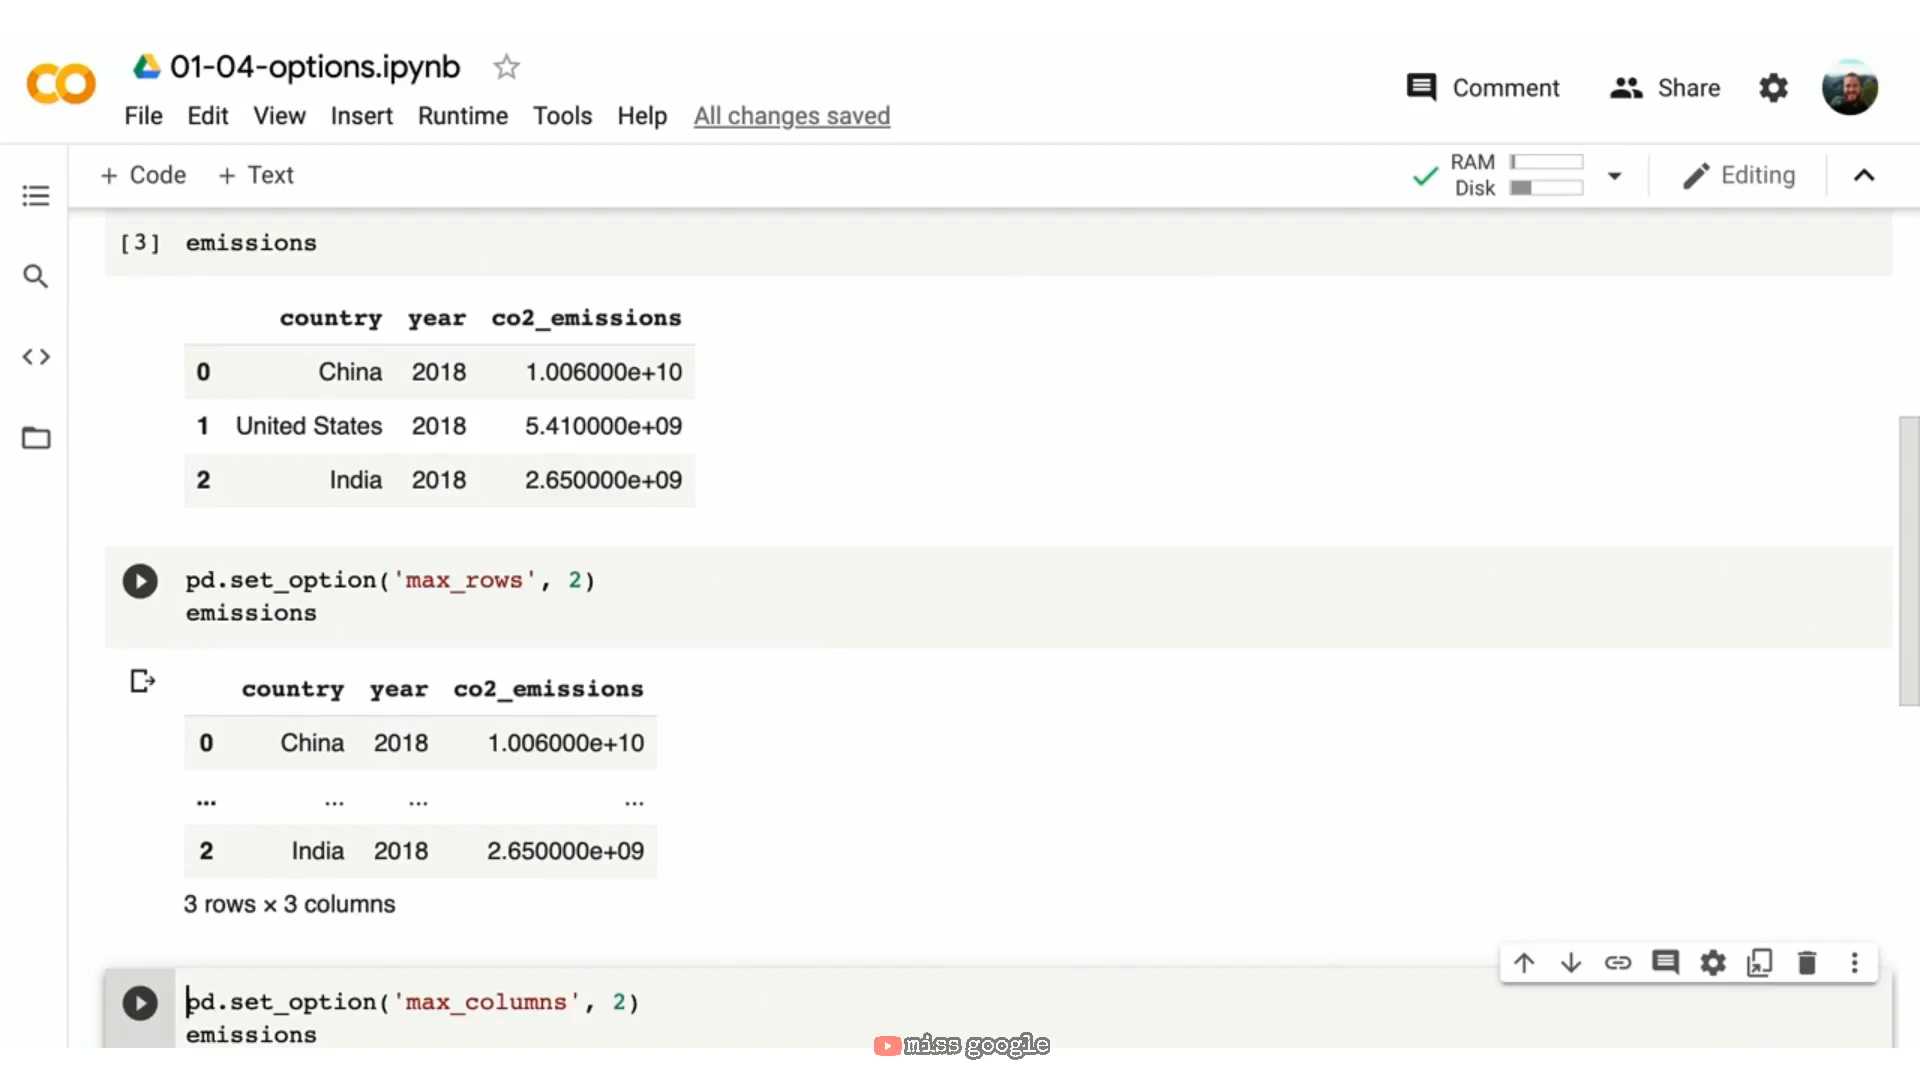 01-04-options.ipynb
File Edit View Insert Runtime Tools Help All changes saved
Comment Share
+ Code + Text
RAM
Disk
Editing
[3] emissions
country year co2_emissions
0 China 2018 1.006000e+10
1 United States 2018 5.410000e+09
2 India 2018 2.650000e+09
pd.set_option('max_rows', 2)
emissions
country year co2_emissions
0 China 2018 1.006000e+10
... ... ... ...
2 India 2018 2.650000e+09
3 rows × 3 columns
pd.set_option('max_columns', 2)
emissions
miss google